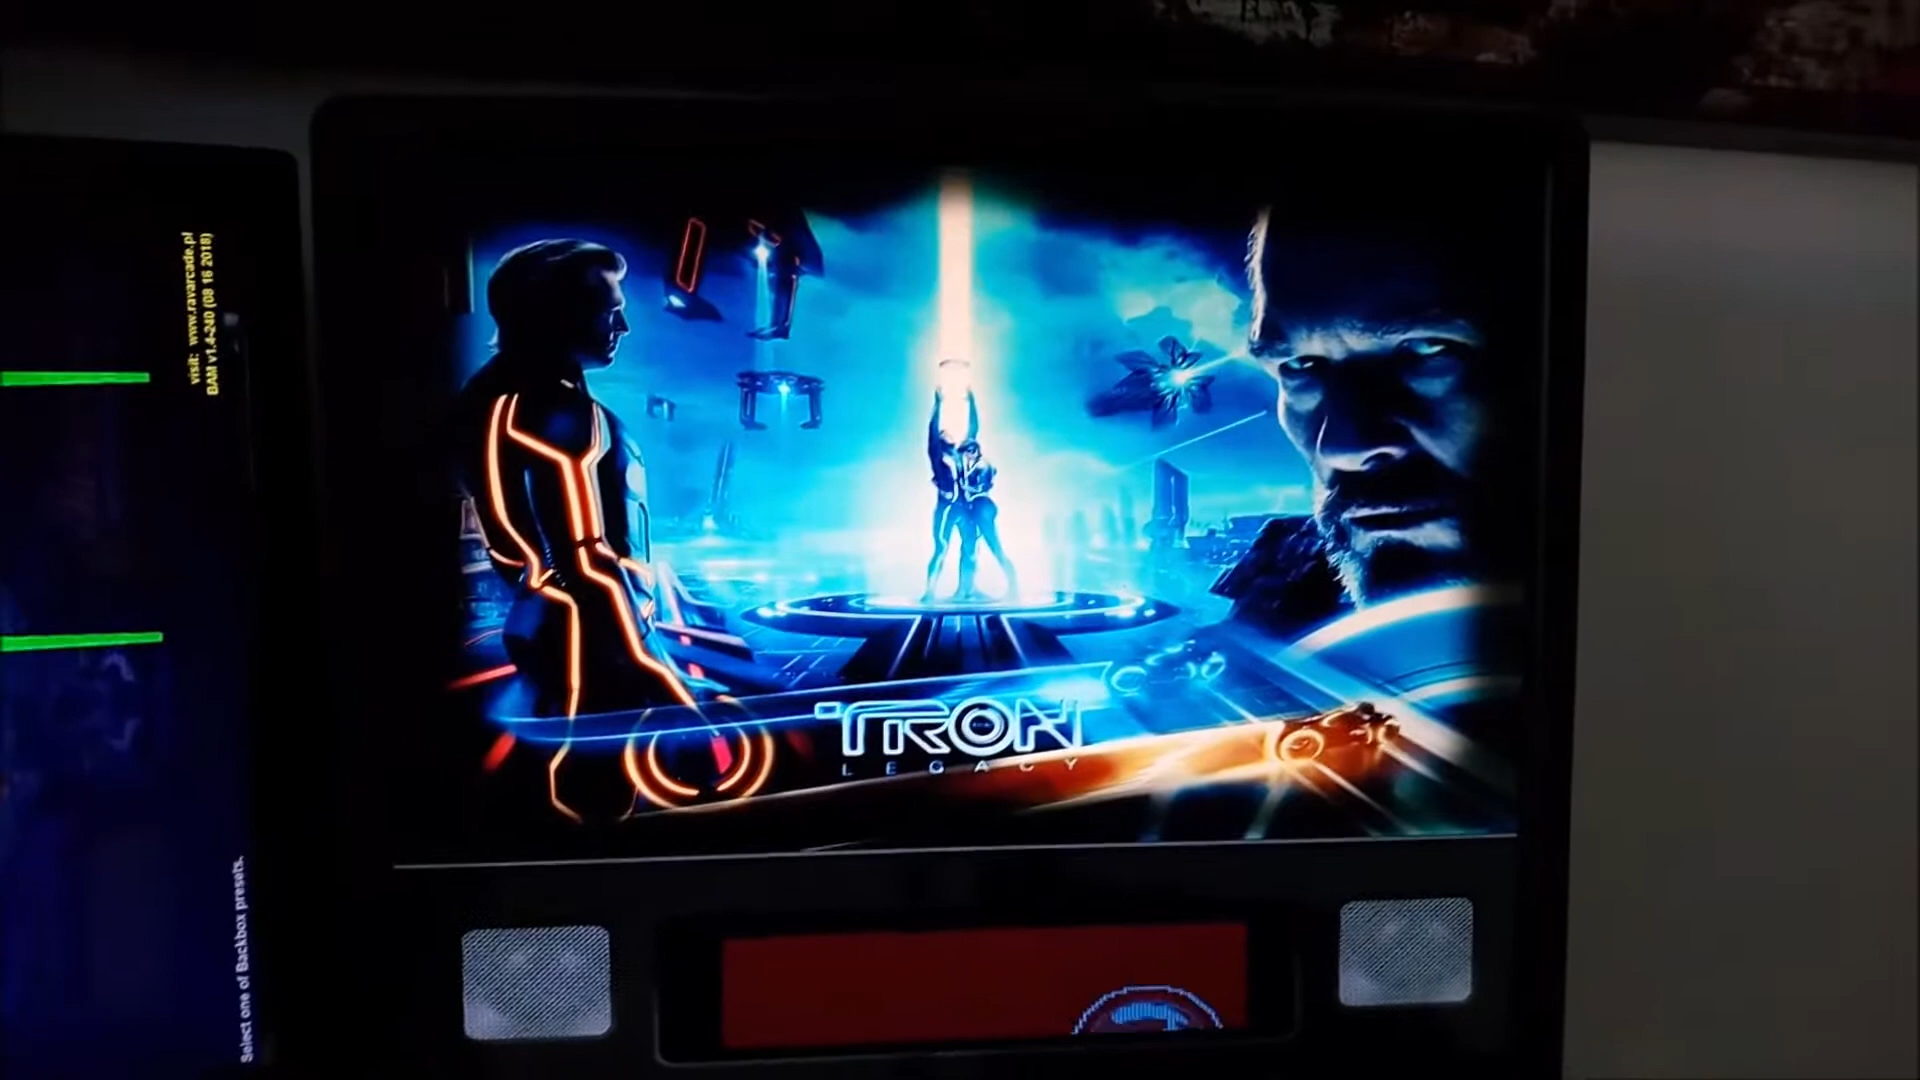 visit: www.ravarcade.pl
BAM v1.4-240 (08 16 2018)
Select one of Backbox presets.
TRON
LEGACY